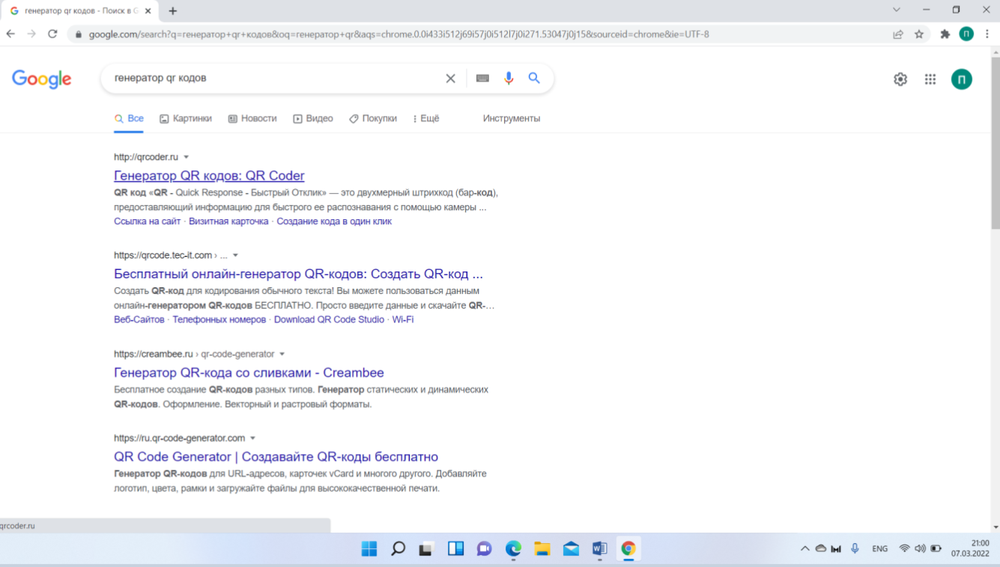 генератор qr кодов - Поиск в G
google.com/search?q=генератор+qr+кодов&oq=генератор+qr&aqs=chrome.0.0i433i512j69i57j0i512l7j0i271.53047j0j15&sourceid=chrome&ie=UTF-8
П
Google
генератор qr кодов
П
Все Картинки Новости Видео Покупки Ещё Инструменты
http://qrcoder.ru
Генератор QR кодов: QR Coder
QR код «QR - Quick Response - Быстрый Отклик» — это двухмерный штрихкод (бар-код),
предоставляющий информацию для быстрого ее распознавания с помощью камеры ...
Ссылка на сайт · Визитная карточка · Создание кода в один клик
https://qrcode.tec-it.com › ...
Бесплатный онлайн-генератор QR-кодов: Создать QR-код ...
Создать QR-код для кодирования обычного текста! Вы можете пользоваться данным
онлайн-генератором QR-кодов БЕСПЛАТНО. Просто введите данные и скачайте QR-...
Веб-Сайтов · Телефонных номеров · Download QR Code Studio · Wi-Fi
https://creambee.ru › qr-code-generator
Генератор QR-кода со сливками - Creambee
Бесплатное создание QR-кодов разных типов. Генератор статических и динамических
QR-кодов. Оформление. Векторный и растровый форматы.
https://ru.qr-code-generator.com
QR Code Generator | Создавайте QR-коды бесплатно
Генератор QR-кодов для URL-адресов, карточек vCard и многого другого. Добавляйте
логотип, цвета, рамки и загружайте файлы для высококачественной печати.
qrcoder.ru
ENG
21:00
07.03.2022